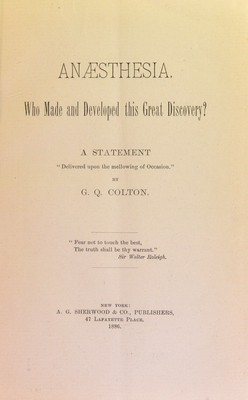 ANÆSTHESIA.
Who Made and Developed this Great Discovery?
A STATEMENT
"Delivered upon the mellowing of Occasion,"
BY
G. Q. COLTON.
"Fear not to touch the best,
The truth shall be thy warrant."
Sir Walter Raleigh.
NEW YORK:
A. G. SHERWOOD & CO., PUBLISHERS,
47 LAFAYETTE PLACE.
1886.